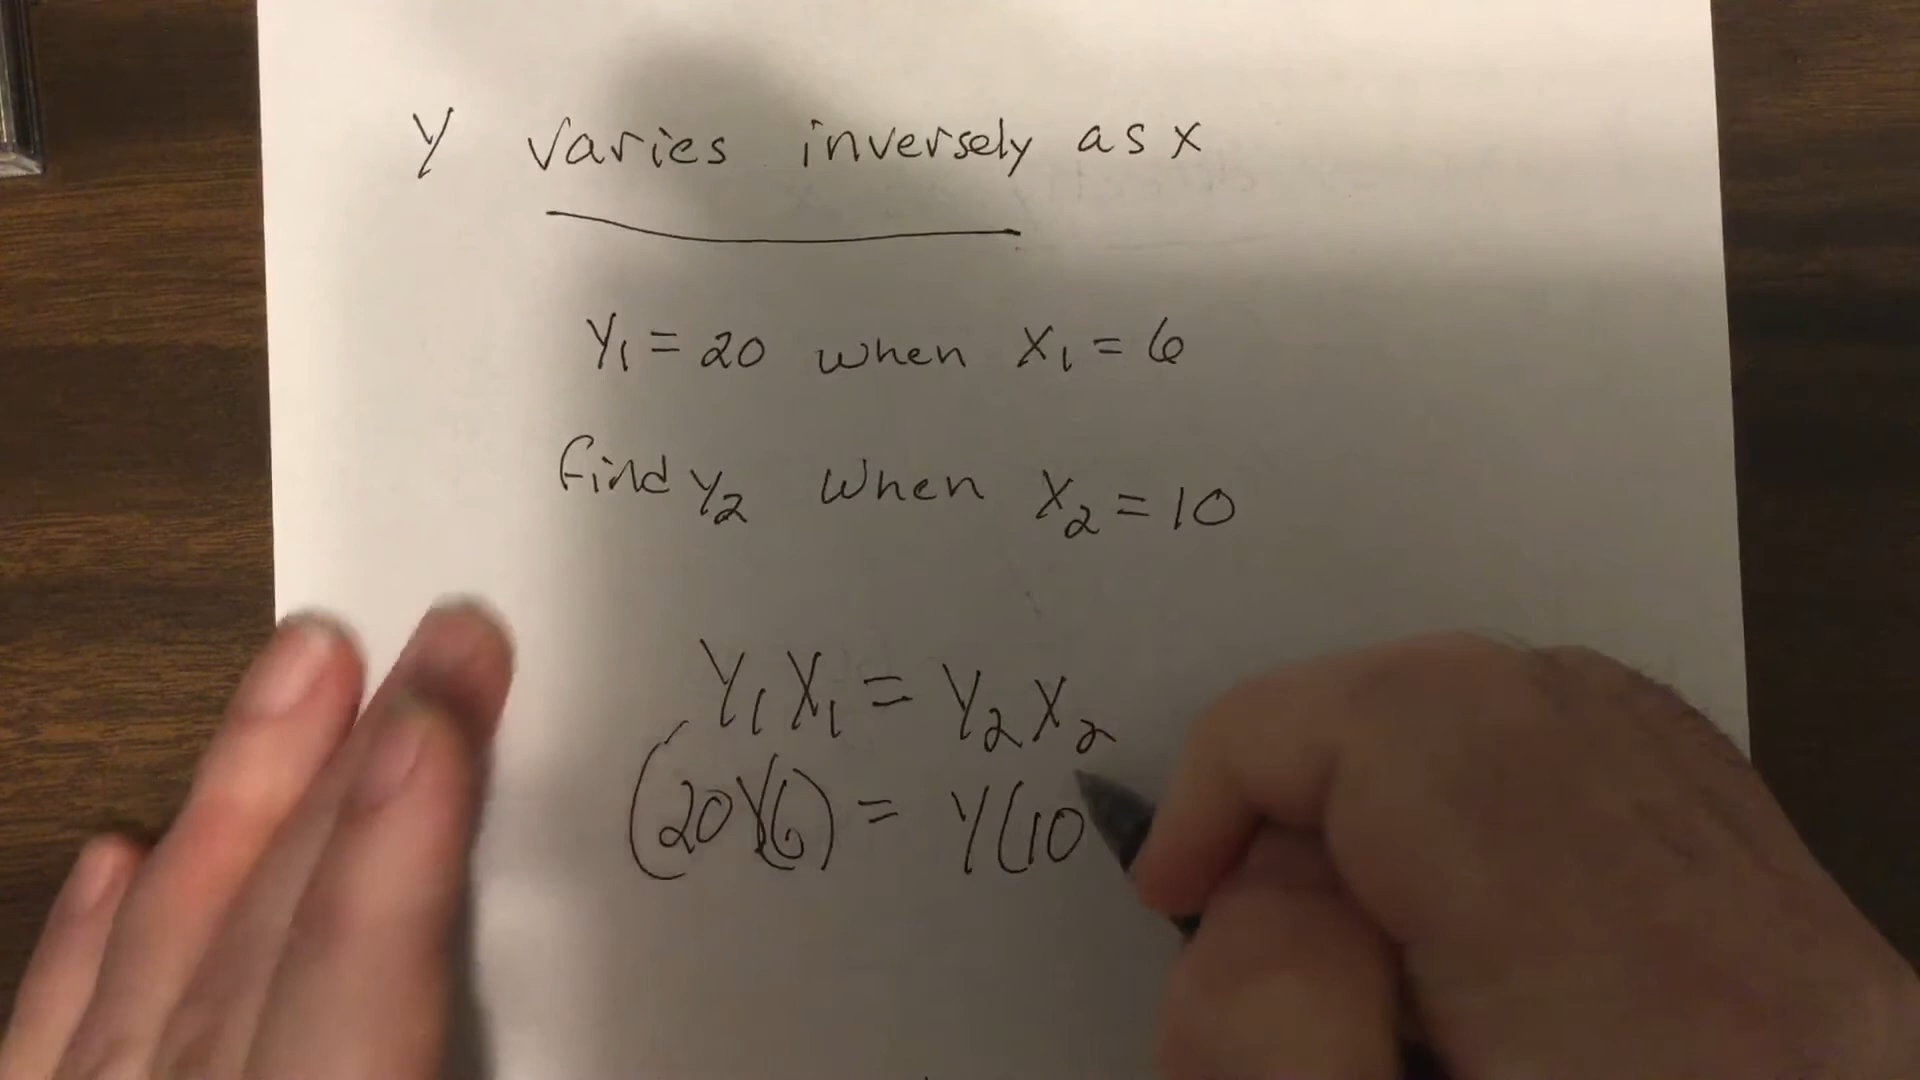 Y varies inversely as x
Y₁ = 20 when X₁ = 6
find Y₂ when X₂ = 10
Y₁X₁ = Y₂X₂
(20)(6) = Y(10